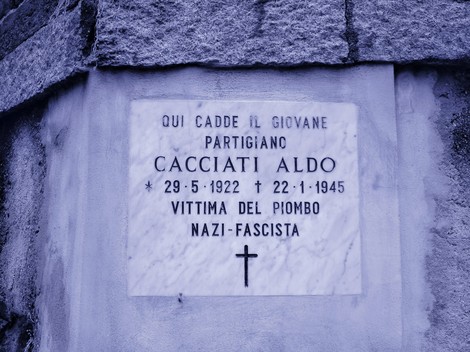 QUI CADDE IL GIOVANE
PARTIGIANO
CACCIATI ALDO
* 29·5·1922 † 22·1·1945
VITTIMA DEL PIOMBO
NAZI-FASCISTA